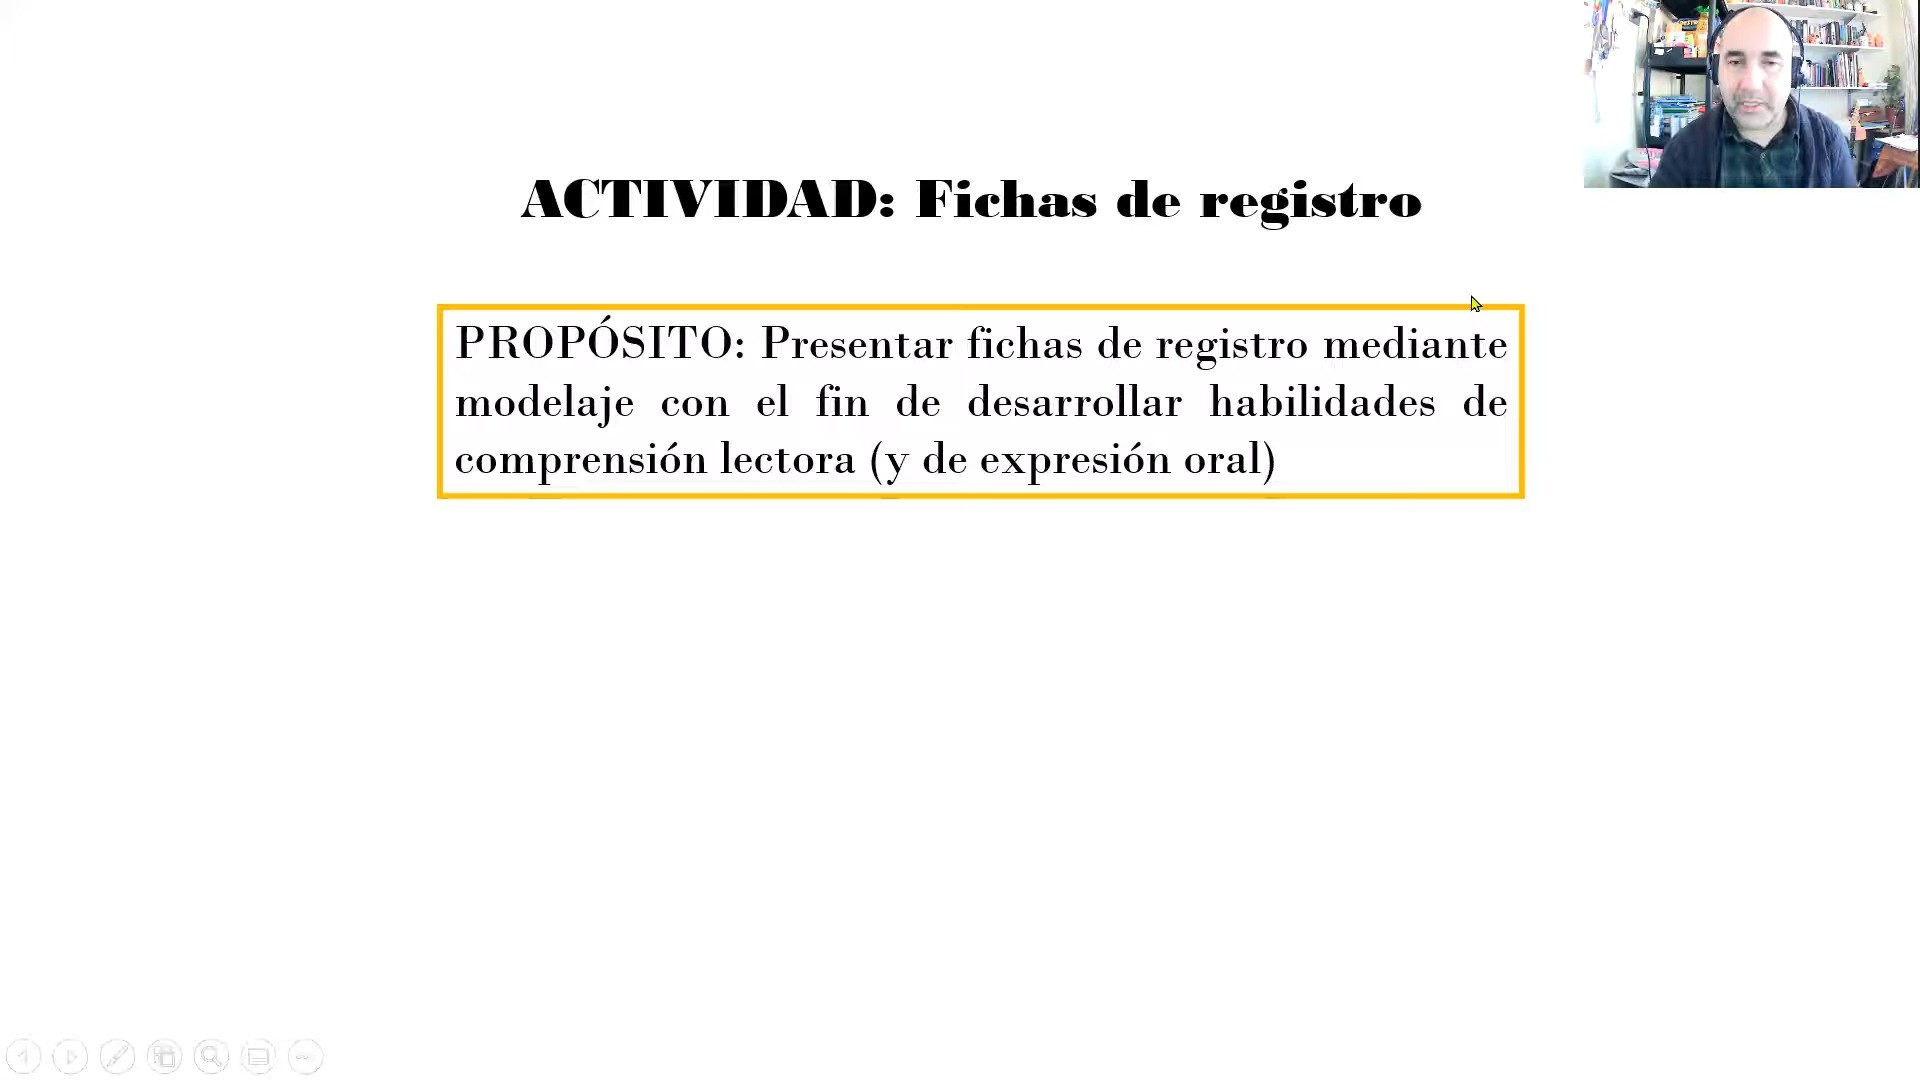 ACTIVIDAD: Fichas de registro
PROPÓSITO: Presentar fichas de registro mediante
modelaje con el fin de desarrollar habilidades de
comprensión lectora (y de expresión oral)